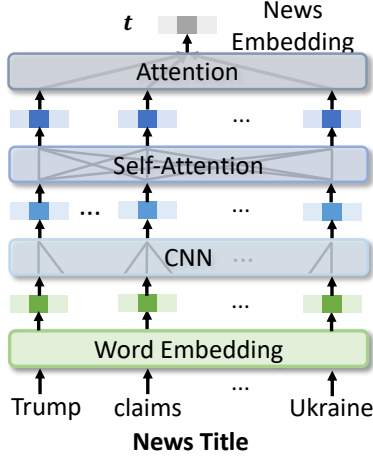 t
News
Embedding
Attention
...
Self-Attention
... ...
CNN
...
...
Word Embedding
...
Trump claims Ukraine
News Title